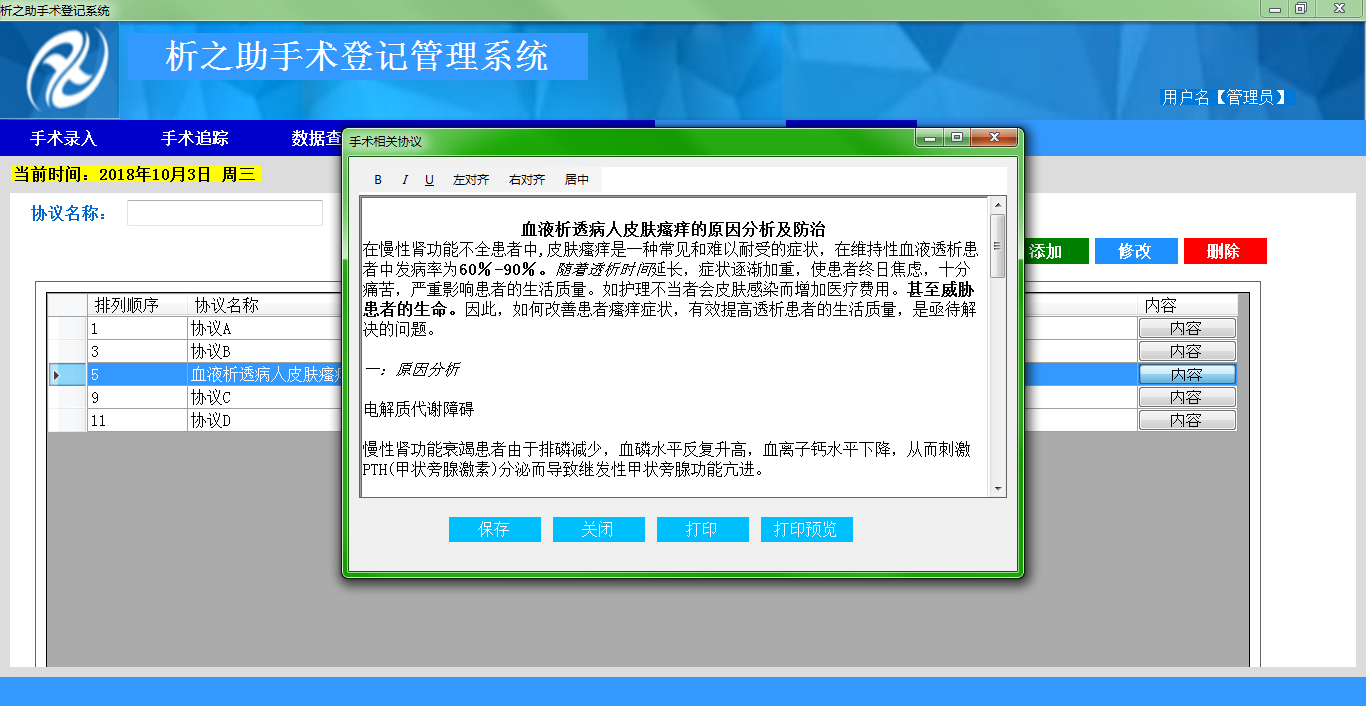 析之助手术登记系统
析之助手术登记管理系统
用户名【管理员】
手术录入 手术追踪 数据查
当前时间：2018年10月3日 周三
协议名称：
添加 修改 删除
排列顺序 协议名称 内容
1 协议A 内容
3 协议B 内容
5 血液析透病人皮肤瘙 内容
9 协议C 内容
11 协议D 内容
手术相关协议
B I U 左对齐 右对齐 居中
血液析透病人皮肤瘙痒的原因分析及防治
在慢性肾功能不全患者中,皮肤瘙痒是一种常见和难以耐受的症状，在维持性血液透析患
者中发病率为60％-90％。随着透析时间延长，症状逐渐加重，使患者终日焦虑，十分
痛苦，严重影响患者的生活质量。如护理不当者会皮肤感染而增加医疗费用。甚至威胁
患者的生命。因此，如何改善患者瘙痒症状，有效提高透析患者的生活质量，是亟待解
决的问题。
一：原因分析
电解质代谢障碍
慢性肾功能衰竭患者由于排磷减少，血磷水平反复升高，血离子钙水平下降，从而刺激
PTH(甲状旁腺激素)分泌而导致继发性甲状旁腺功能亢进。
保存 关闭 打印 打印预览